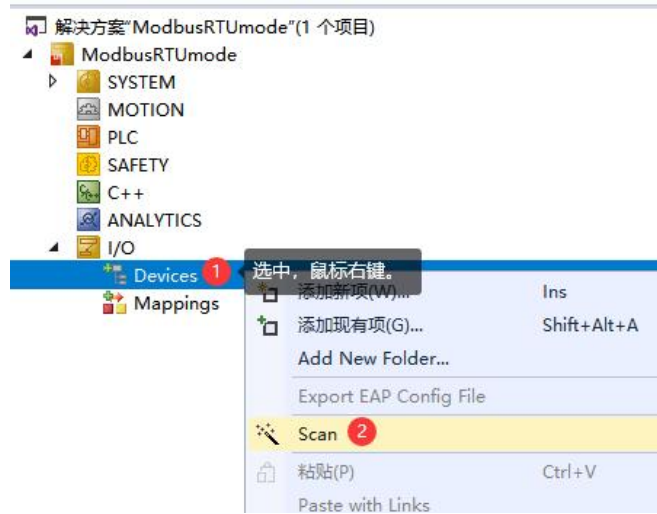 解决方案"ModbusRTUmode"(1 个项目)
ModbusRTUmode
SYSTEM
MOTION
PLC
SAFETY
C++
ANALYTICS
I/O
Devices 1 选中，鼠标右键。
Mappings
添加新项(W)... Ins
添加现有项(G)... Shift+Alt+A
Add New Folder...
Export EAP Config File
Scan 2
粘贴(P) Ctrl+V
Paste with Links